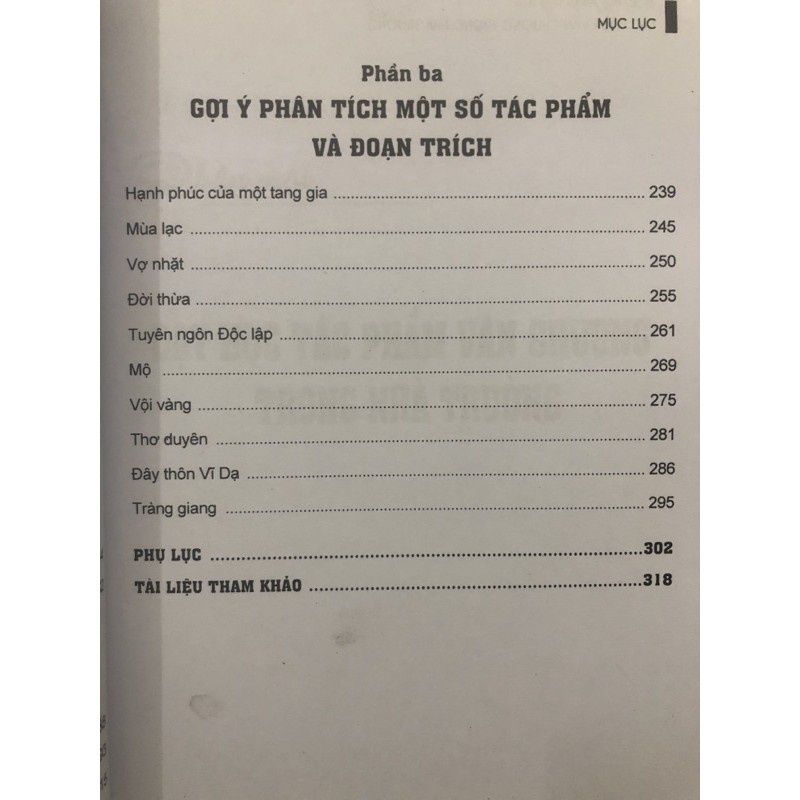 MỤC LỤC
Phần ba
GỢI Ý PHÂN TÍCH MỘT SỐ TÁC PHẨM
VÀ ĐOẠN TRÍCH
Hạnh phúc của một tang gia ........ 239
Mùa lạc ........ 245
Vợ nhặt ........ 250
Đời thừa ........ 255
Tuyên ngôn Độc lập ........ 261
Mộ ........ 269
Vội vàng ........ 275
Thơ duyên ........ 281
Đây thôn Vĩ Dạ ........ 286
Tràng giang ........ 295
PHỤ LỤC ........ 302
TÀI LIỆU THAM KHẢO ........ 318